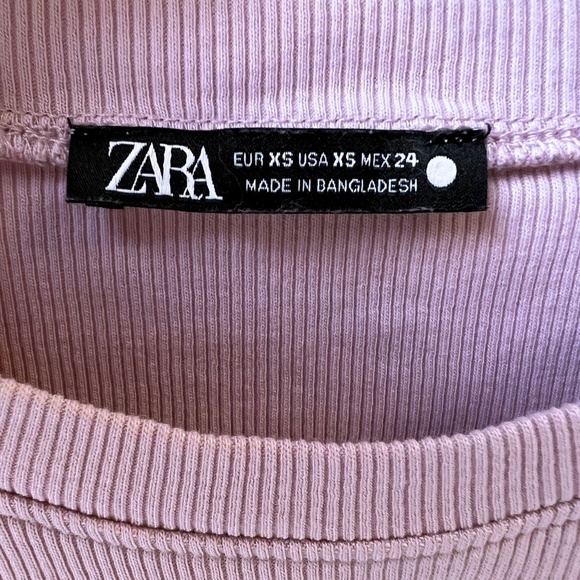 ZARA
EUR XS USA XS MEX 24
MADE IN BANGLADESH